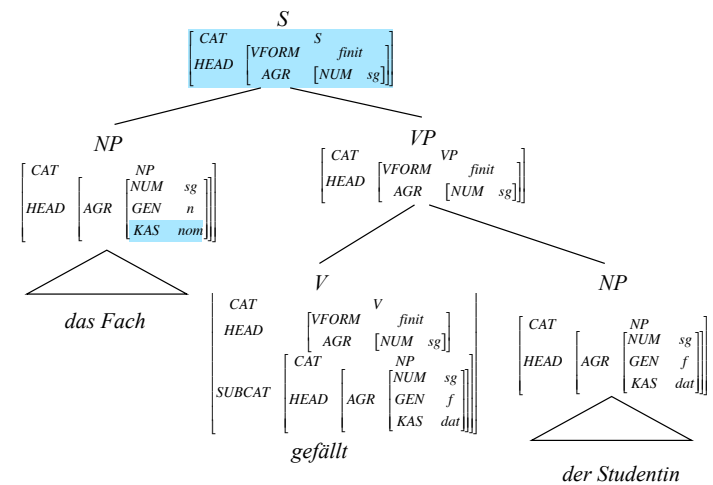 S
CAT S
HEAD VFORM finit
AGR NUM sg
NP
CAT NP
HEAD AGR NUM sg
GEN n
KAS nom
VP
CAT VP
HEAD VFORM finit
AGR NUM sg
das Fach
V
CAT V
HEAD VFORM finit
AGR NUM sg
SUBCAT CAT NP
HEAD AGR NUM sg
GEN f
KAS dat
gefällt
NP
CAT NP
HEAD AGR NUM sg
GEN f
KAS dat
der Studentin